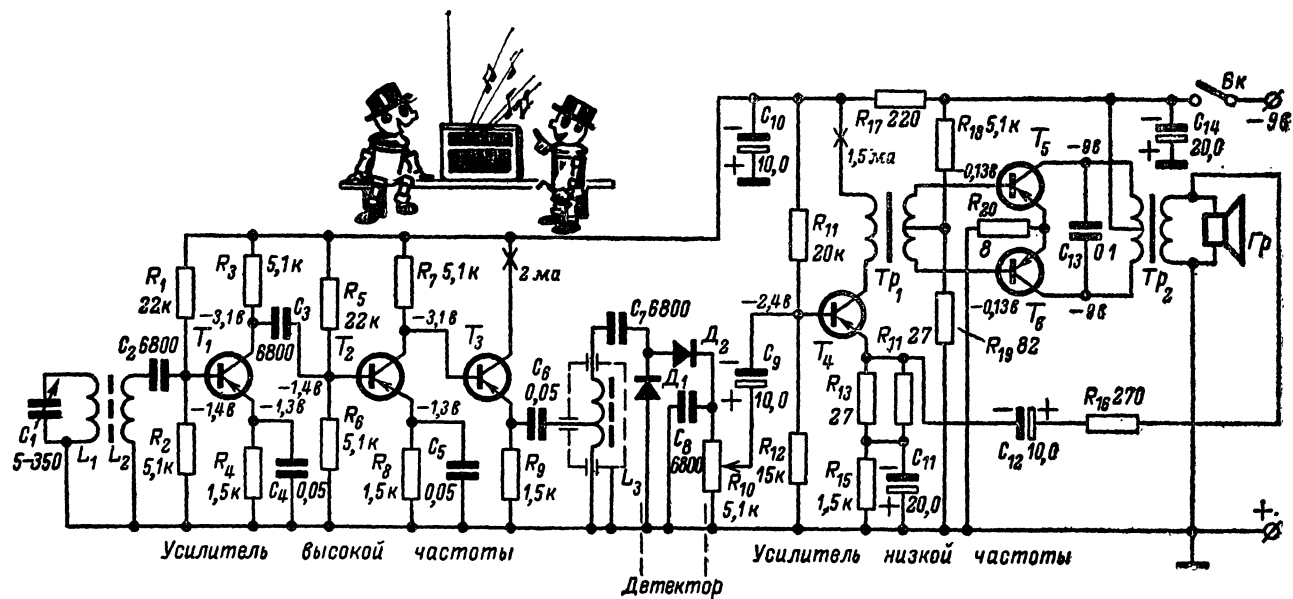 Вк
−9в
C10
10,0
R17 220
1,5 ма
R18 5,1к
T5
−9в
C14
20,0
−0,13в
R20
8
C13
0 1
Тр2
Гр
R11
20к
Тр1
−0,13в
T6
−9в
R19 82
R1
22к
R3
5,1к
R5
22к
R7 5,1к
2 ма
−3,1в
C3
6800
−3,1в
T1
T2
T3
C2 6800
−1,4в
−1,3в
−1,4в
−1,3в
C1
5-350
L1
L2
R2
5,1к
R4
1,5к
C4
0,05
R6
5,1к
R8
1,5к
C5
0,05
R9
1,5к
C6
0,05
L3
C7 6800
Д2
Д1
C8
6800
R10
5,1к
−2,4в
C9
10,0
T4
R12
15к
R11 27
R13
27
R15
1,5к
C11
20,0
C12
10,0
R16 270
Усилитель высокой частоты
Детектор
Усилитель низкой частоты